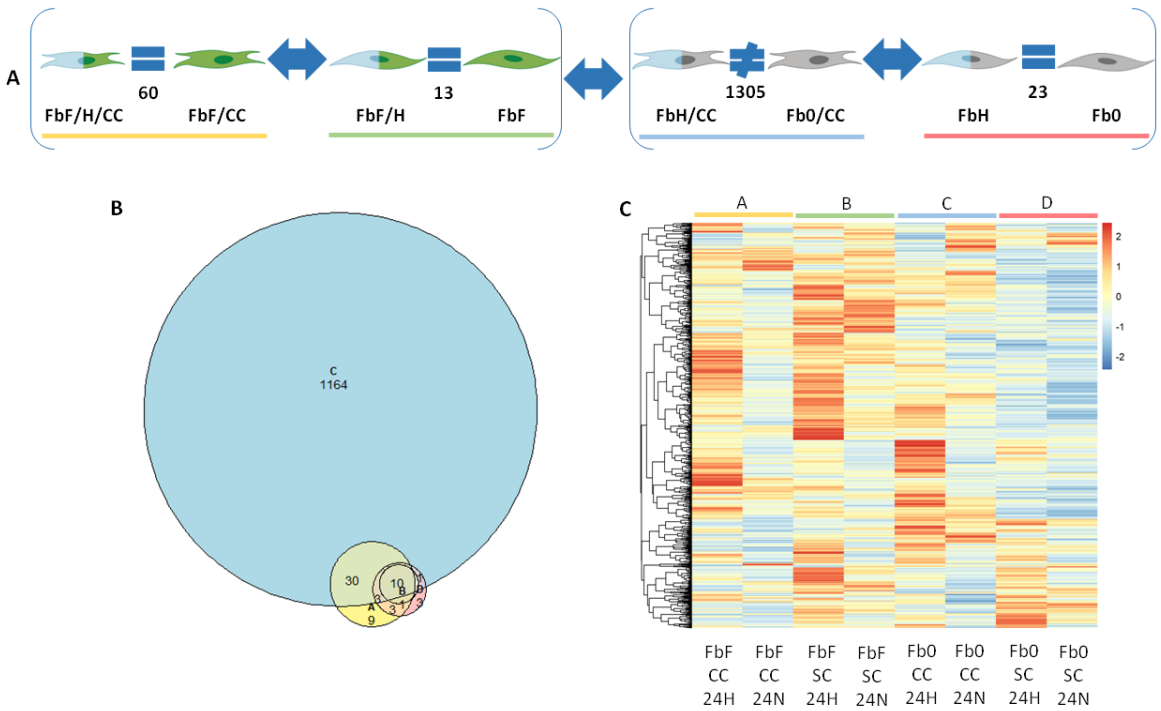 A
60
13
1305
23
FbF/H/CC FbF/CC FbF/H FbF FbH/CC Fb0/CC FbH Fb0
B
C
A B C D
2
1
0
-1
-2
C
1164
30
10
B
3
A
3
1
3
9
FbF FbF FbF FbF Fb0 Fb0 Fb0 Fb0
CC CC SC SC CC CC SC SC
24H 24N 24H 24N 24H 24N 24H 24N